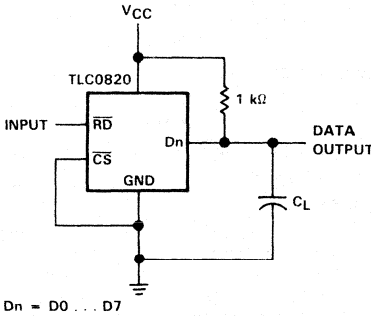 VCC
TLC0820
1 kΩ
INPUT
RD
Dn
DATA
OUTPUT
CS
GND
CL
Dn = D0 . . . D7